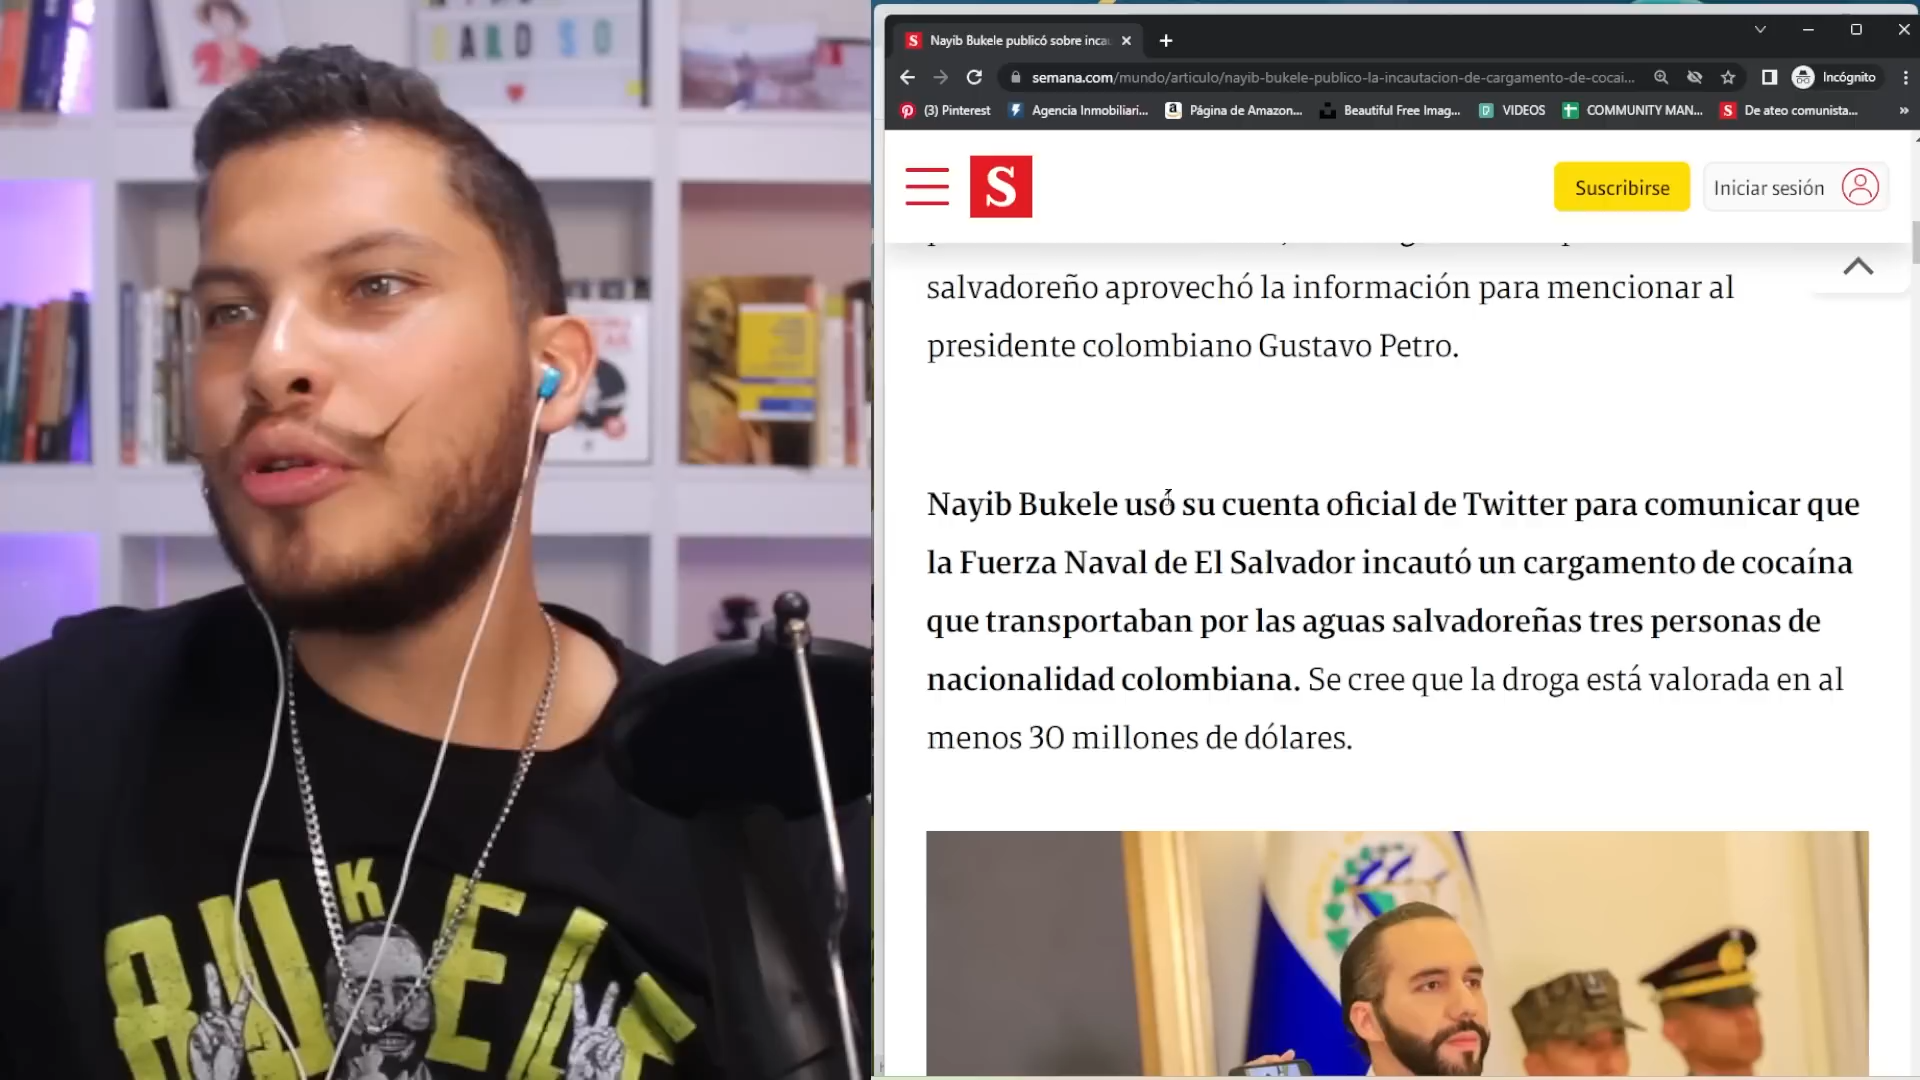 BUKELE
Nayib Bukele publicó sobre incau
semana.com/mundo/articulo/nayib-bukele-publico-la-incautacion-de-cargamento-de-cocai...
Incógnito
(3) Pinterest
Agencia Inmobiliari...
Página de Amazon...
Beautiful Free Imag...
VIDEOS
COMMUNITY MAN...
De ateo comunista...
»
S
Suscribirse
Iniciar sesión
salvadoreño aprovechó la información para mencionar al
presidente colombiano Gustavo Petro.
Nayib Bukele usó su cuenta oficial de Twitter para comunicar que
la Fuerza Naval de El Salvador incautó un cargamento de cocaína
que transportaban por las aguas salvadoreñas tres personas de
nacionalidad colombiana. Se cree que la droga está valorada en al
menos 30 millones de dólares.